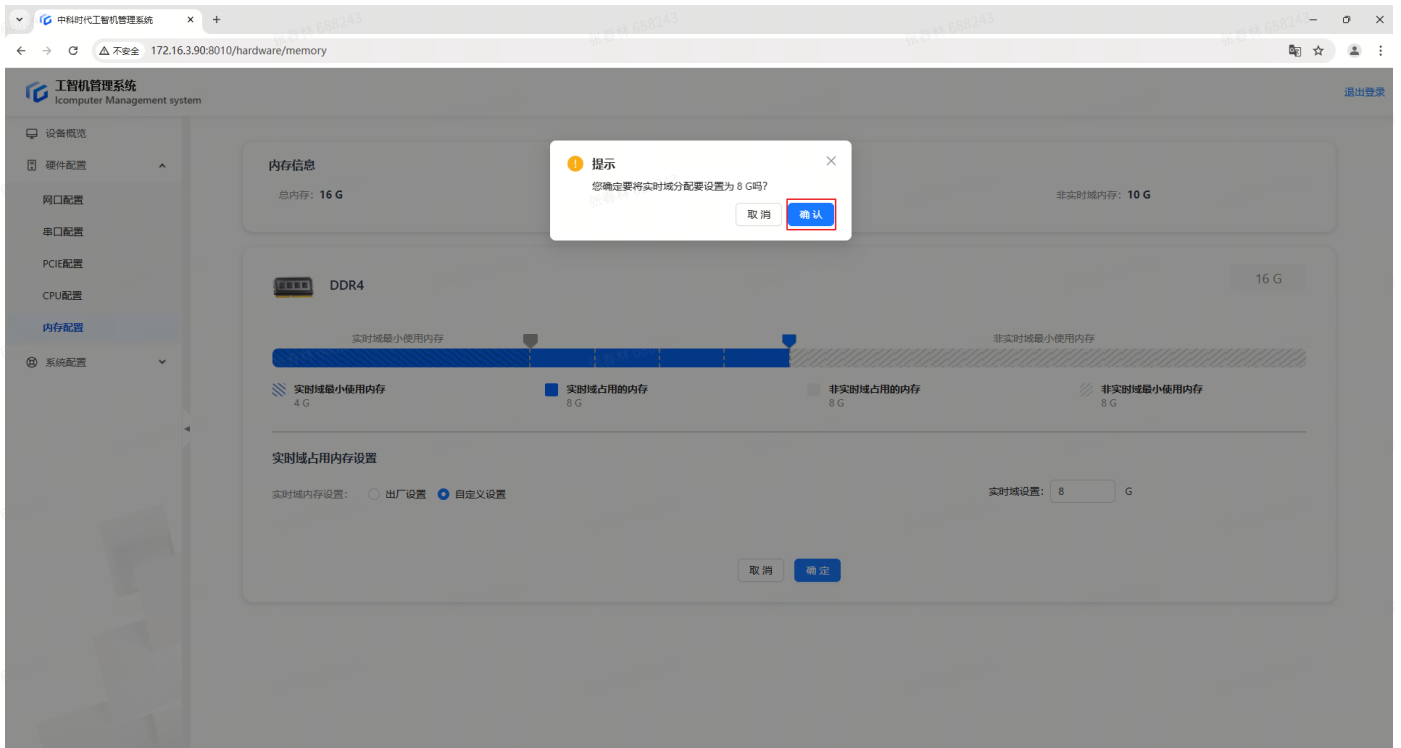 中科时代工智机管理系统
不安全 172.16.3.90:8010/hardware/memory
工智机管理系统
Icomputer Management system
退出登录
设备概览
硬件配置
网口配置
串口配置
PCIE配置
CPU配置
内存配置
系统配置
内存信息
总内存: 16 G
非实时域内存: 10 G
提示
您确定要将实时域分配要设置为 8 G吗?
取 消 确 认
DDR4
16 G
实时域最小使用内存
非实时域最小使用内存
实时域最小使用内存
4 G
实时域占用的内存
8 G
非实时域占用的内存
8 G
非实时域最小使用内存
8 G
实时域占用内存设置
实时域内存设置: 出厂设置 自定义设置
实时域设置: 8 G
取 消 确 定
张春林 688243